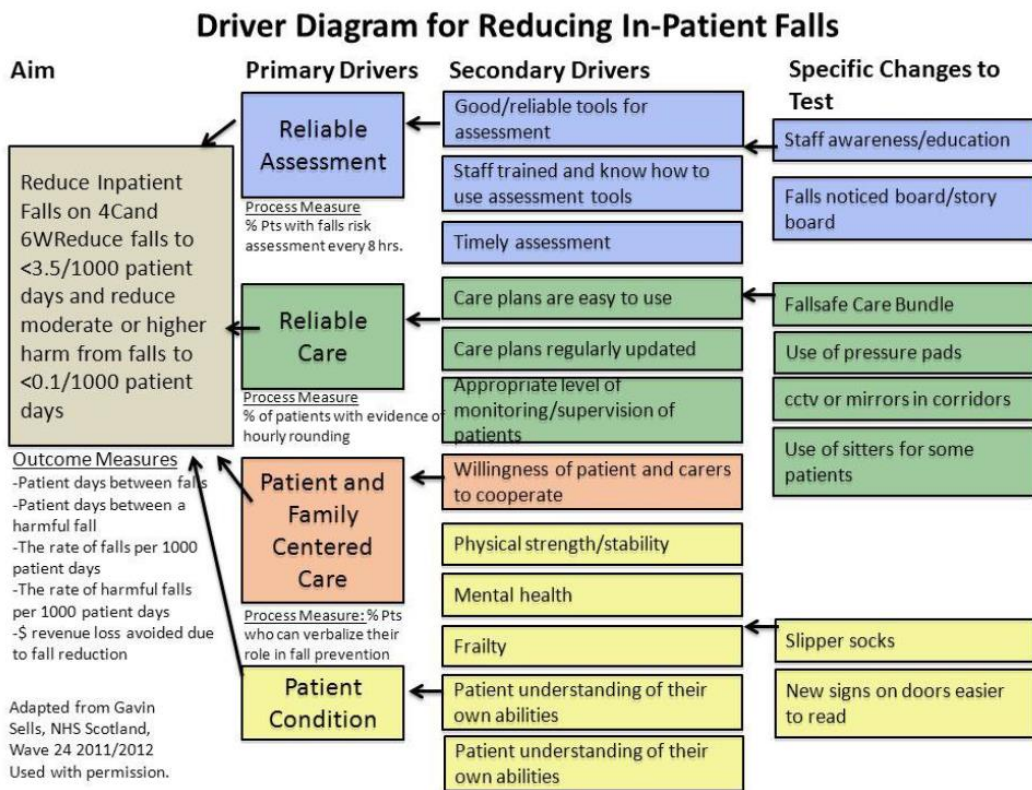 Driver Diagram for Reducing In-Patient Falls
Aim
Primary Drivers
Secondary Drivers
Specific Changes to
Test
Reduce Inpatient
Falls on 4Cand
6WReduce falls to
<3.5/1000 patient
days and reduce
moderate or higher
harm from falls to
<0.1/1000 patient
days
Outcome Measures
-Patient days between falls
-Patient days between a
harmful fall
-The rate of falls per 1000
patient days
-The rate of harmful falls
per 1000 patient days
-$ revenue loss avoided due
to fall reduction
Adapted from Gavin
Sells, NHS Scotland,
Wave 24 2011/2012
Used with permission.
Reliable
Assessment
Process Measure
% Pts with falls risk
assessment every 8 hrs.
Reliable
Care
Process Measure
% of patients with evidence of
hourly rounding
Patient and
Family
Centered
Care
Process Measure: % Pts
who can verbalize their
role in fall prevention
Patient
Condition
Good/reliable tools for
assessment
Staff trained and know how to
use assessment tools
Timely assessment
Care plans are easy to use
Care plans regularly updated
Appropriate level of
monitoring/supervision of
patients
Willingness of patient and carers
to cooperate
Physical strength/stability
Mental health
Frailty
Patient understanding of their
own abilities
Patient understanding of their
own abilities
Staff awareness/education
Falls noticed board/story
board
Fallsafe Care Bundle
Use of pressure pads
cctv or mirrors in corridors
Use of sitters for some
patients
Slipper socks
New signs on doors easier
to read